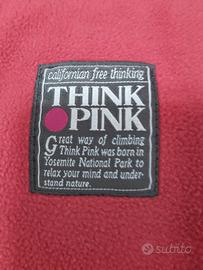 californian free thinking
THINK
PINK
Great way of climbing
Think Pink was born in
Yosemite National Park to
relax your mind and under-
stand nature.
subito